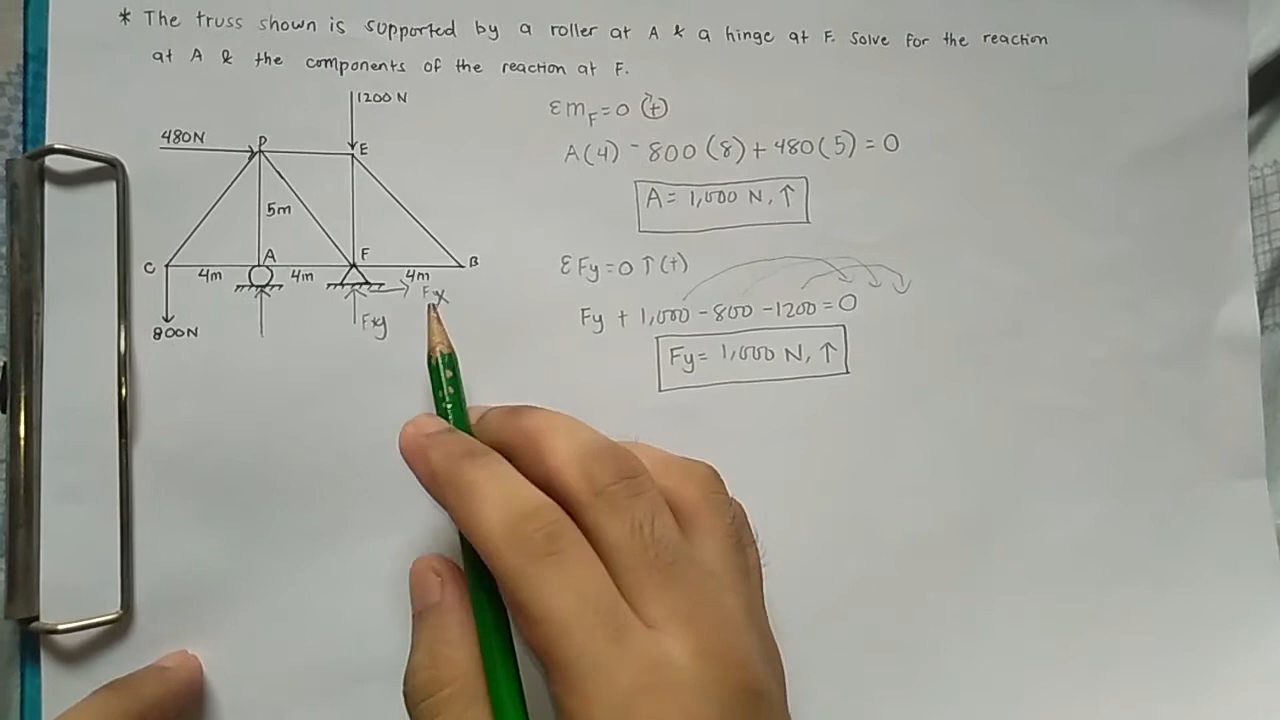 * The truss shown is supported by a roller at A & a hinge at F. Solve for the reaction
at A & the components of the reaction at F.
1200 N
480N
D
E
5m
C
A
F
B
4m
4m
4m
800N
Fy
Fx
ΣM_F=0 (+)
A(4) - 800 (8) + 480(5) = 0
A= 1,000 N, ↑
ΣFy=0 ↑(+)
Fy + 1,000 - 800 - 1200 = 0
Fy= 1,000 N, ↑